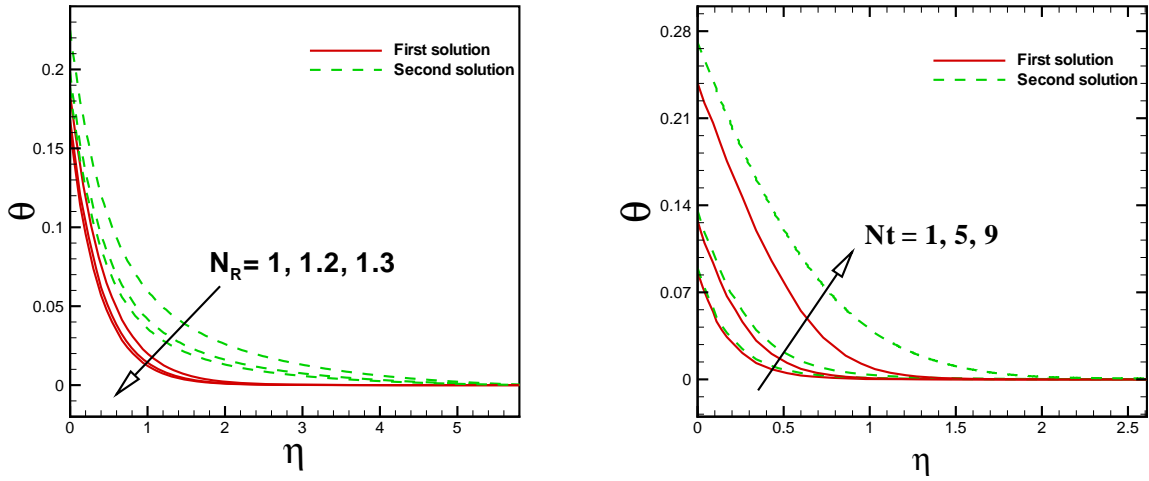 First solution
Second solution
0.2
0.15
θ
0.1
N_R = 1, 1.2, 1.3
0.05
0
0 1 2 3 4 5
η
0.28
First solution
Second solution
0.21
θ
0.14
Nt = 1, 5, 9
0.07
0
0 0.5 1 1.5 2 2.5
η